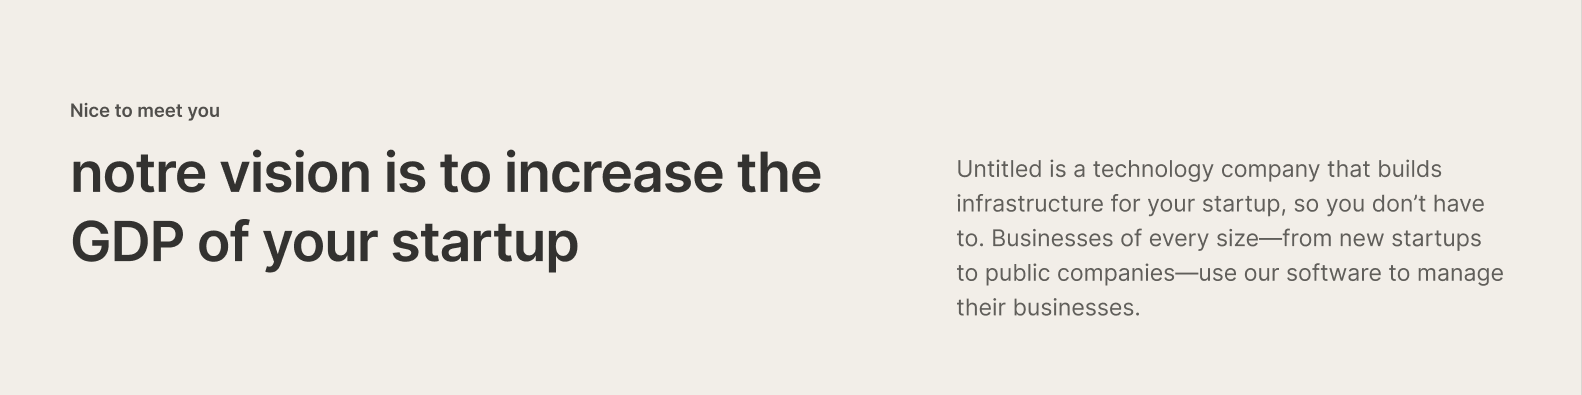 Nice to meet you
notre vision is to increase the
GDP of your startup
Untitled is a technology company that builds
infrastructure for your startup, so you don’t have
to. Businesses of every size—from new startups
to public companies—use our software to manage
their businesses.